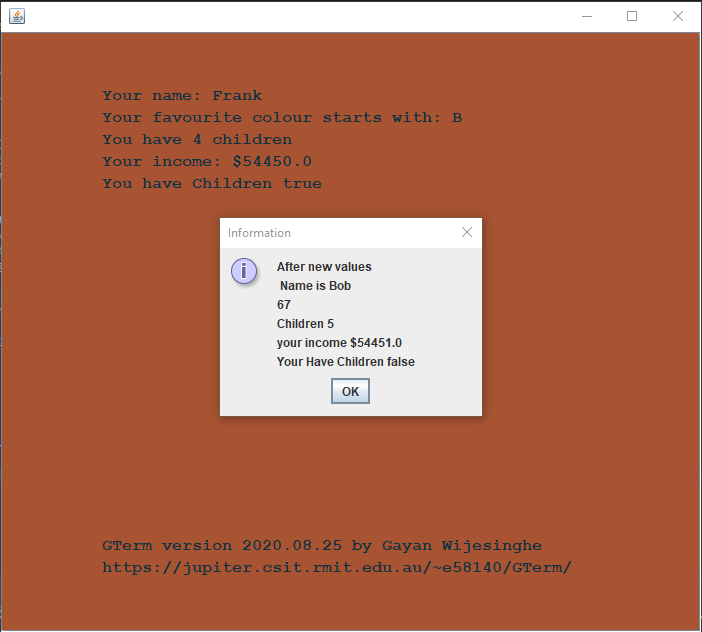 Your name: Frank
Your favourite colour starts with: B
You have 4 children
Your income: $54450.0
You have Children true
Information
After new values
Name is Bob
67
Children 5
your income $54451.0
Your Have Children false
OK
GTerm version 2020.08.25 by Gayan Wijesinghe
https://jupiter.csit.rmit.edu.au/~e58140/GTerm/